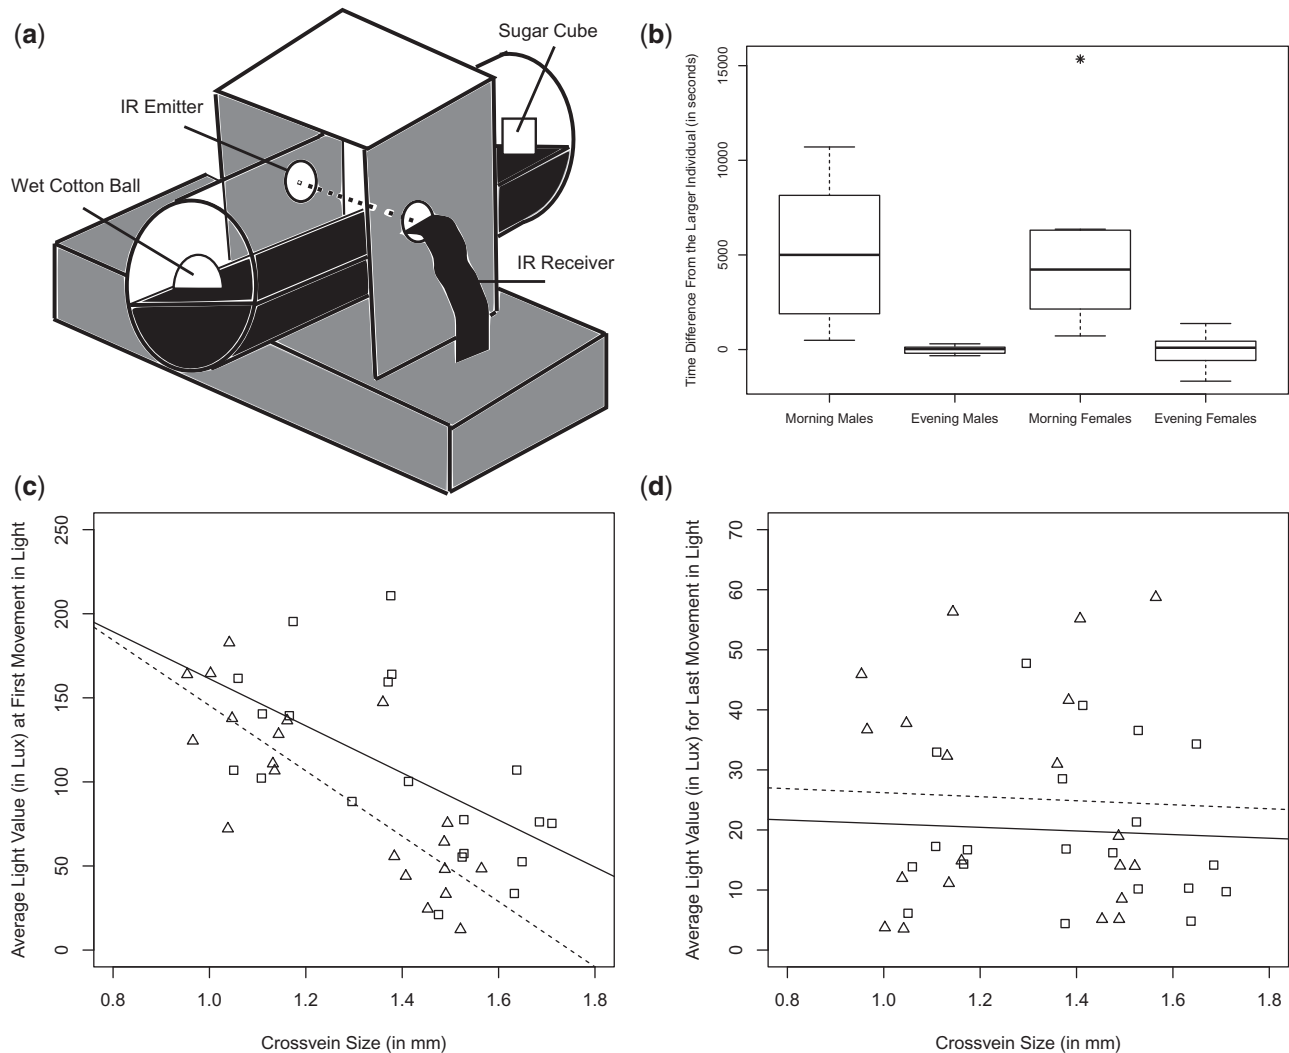 (a)
Sugar Cube
IR Emitter
Wet Cotton Ball
IR Receiver
(b)
Time Difference From the Larger Individual (in seconds)
15000
10000
5000
0
Morning Males
Evening Males
Morning Females
Evening Females
(c)
Average Light Value (in Lux) at First Movement in Light
250
200
150
100
50
0
0.8
1.0
1.2
1.4
1.6
1.8
Crossvein Size (in mm)
(d)
Average Light Value (in Lux) for Last Movement in Light
70
60
50
40
30
20
10
0
0.8
1.0
1.2
1.4
1.6
1.8
Crossvein Size (in mm)